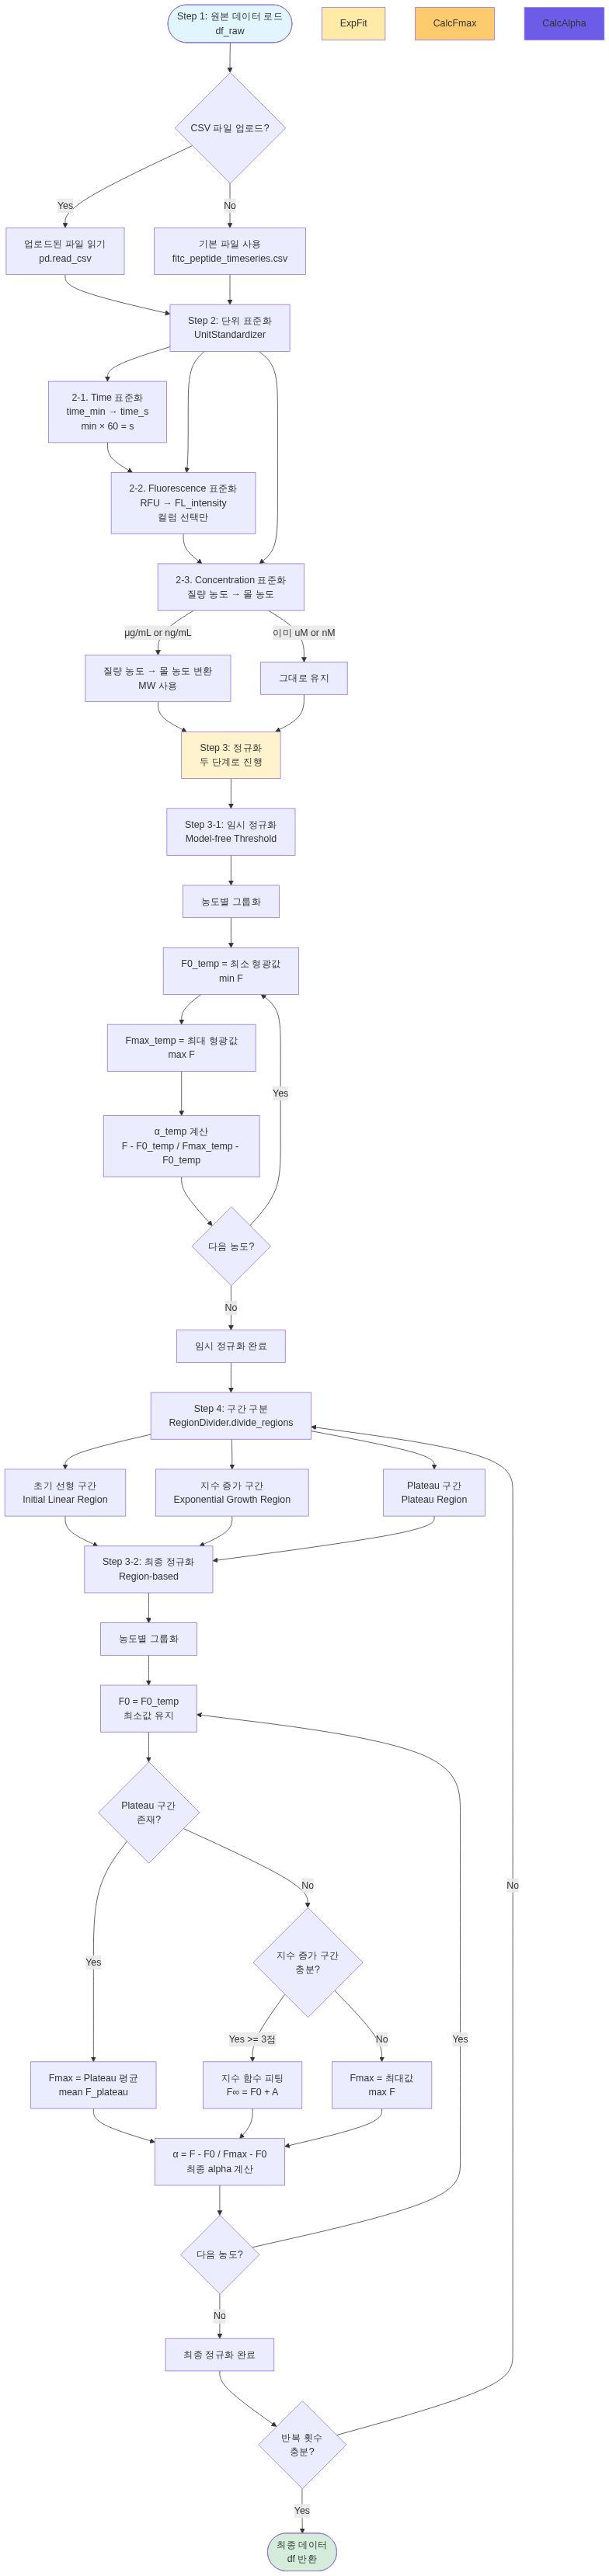 Step 1: 원본 데이터 로드
df_raw
ExpFit
CalcFmax
CalcAlpha
CSV 파일 업로드?
Yes
No
업로드된 파일 읽기
pd.read_csv
기본 파일 사용
fitc_peptide_timeseries.csv
Step 2: 단위 표준화
UnitStandardizer
2-1. Time 표준화
time_min → time_s
min × 60 = s
2-2. Fluorescence 표준화
RFU → FL_intensity
컬럼 선택만
2-3. Concentration 표준화
질량 농도 → 몰 농도
μg/mL or ng/mL
이미 uM or nM
질량 농도 → 몰 농도 변환
MW 사용
그대로 유지
Step 3: 정규화
두 단계로 진행
Step 3-1: 임시 정규화
Model-free Threshold
농도별 그룹화
F0_temp = 최소 형광값
min F
Fmax_temp = 최대 형광값
max F
Yes
α_temp 계산
F - F0_temp / Fmax_temp -
F0_temp
다음 농도?
No
임시 정규화 완료
Step 4: 구간 구분
RegionDivider.divide_regions
초기 선형 구간
Initial Linear Region
지수 증가 구간
Exponential Growth Region
Plateau 구간
Plateau Region
Step 3-2: 최종 정규화
Region-based
농도별 그룹화
F0 = F0_temp
최소값 유지
Plateau 구간
존재?
No
No
지수 증가 구간
충분?
Yes
Yes >= 3점
No
Yes
Fmax = Plateau 평균
mean F_plateau
지수 함수 피팅
F∞ = F0 + A
Fmax = 최대값
max F
α = F - F0 / Fmax - F0
최종 alpha 계산
다음 농도?
No
최종 정규화 완료
반복 횟수
충분?
Yes
최종 데이터
df 반환